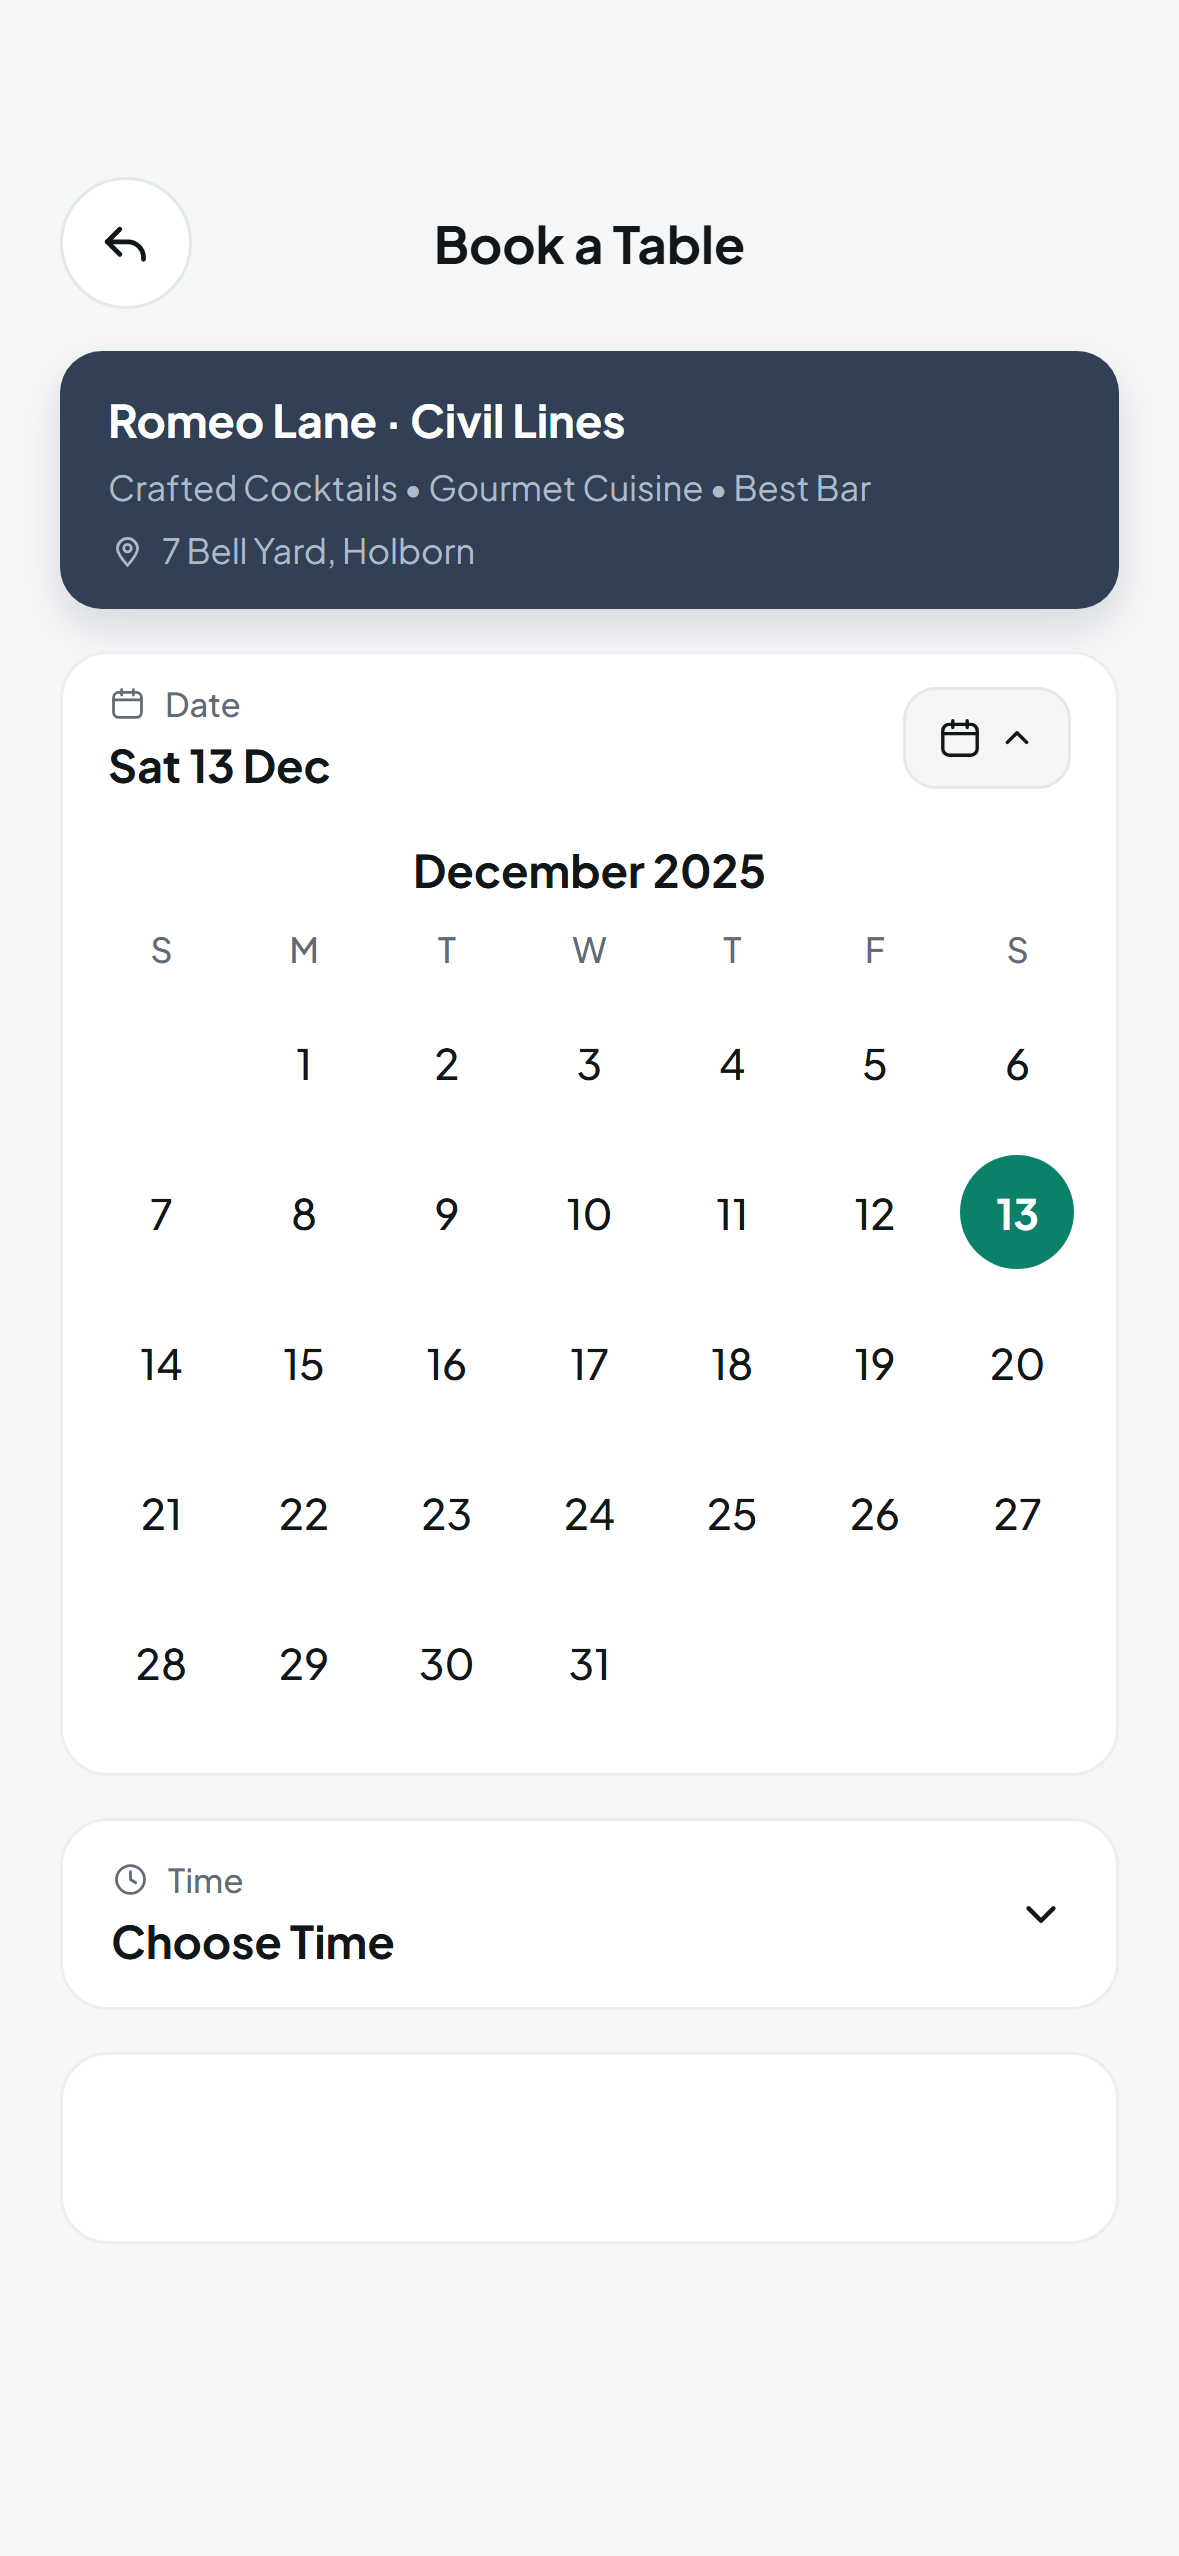 Book a Table
Romeo Lane · Civil Lines
Crafted Cocktails • Gourmet Cuisine • Best Bar
7 Bell Yard, Holborn
Date
Sat 13 Dec
December 2025
S M T W T F S
1 2 3 4 5 6
7 8 9 10 11 12 13
14 15 16 17 18 19 20
21 22 23 24 25 26 27
28 29 30 31
Time
Choose Time